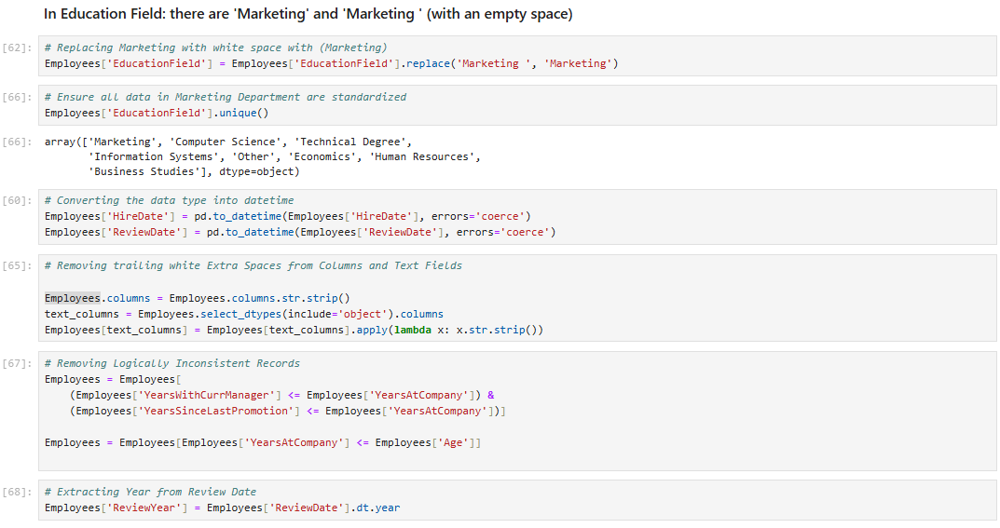 In Education Field: there are 'Marketing' and 'Marketing ' (with an empty space)
[62]:
# Replacing Marketing with white space with (Marketing)
Employees['EducationField'] = Employees['EducationField'].replace('Marketing ', 'Marketing')
[66]:
# Ensure all data in Marketing Department are standardized
Employees['EducationField'].unique()
[66]:
array(['Marketing', 'Computer Science', 'Technical Degree',
'Information Systems', 'Other', 'Economics', 'Human Resources',
'Business Studies'], dtype=object)
[60]:
# Converting the data type into datetime
Employees['HireDate'] = pd.to_datetime(Employees['HireDate'], errors='coerce')
Employees['ReviewDate'] = pd.to_datetime(Employees['ReviewDate'], errors='coerce')
[65]:
# Removing trailing white Extra Spaces from Columns and Text Fields
Employees.columns = Employees.columns.str.strip()
text_columns = Employees.select_dtypes(include='object').columns
Employees[text_columns] = Employees[text_columns].apply(lambda x: x.str.strip())
[67]:
# Removing Logically Inconsistent Records
Employees = Employees[
(Employees['YearsWithCurrManager'] <= Employees['YearsAtCompany']) &
(Employees['YearsSinceLastPromotion'] <= Employees['YearsAtCompany'])]
Employees = Employees[Employees['YearsAtCompany'] <= Employees['Age']]
[68]:
# Extracting Year from Review Date
Employees['ReviewYear'] = Employees['ReviewDate'].dt.year